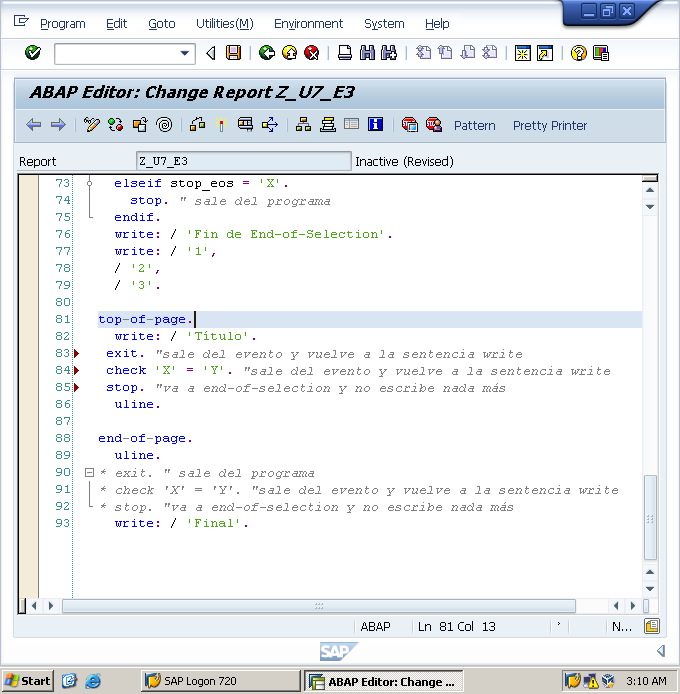 Program Edit Goto Utilities(M) Environment System Help
ABAP Editor: Change Report Z_U7_E3
Pattern Pretty Printer
Report Z_U7_E3 Inactive (Revised)
73 elseif stop_eos = 'X'.
74 stop. " sale del programa
75 endif.
76 write: / 'Fin de End-of-Selection'.
77 write: / '1',
78 / '2',
79 / '3'.
80
81 top-of-page.
82 write: / 'Título'.
83 exit. "sale del evento y vuelve a la sentencia write
84 check 'X' = 'Y'. "sale del evento y vuelve a la sentencia write
85 stop. "va a end-of-selection y no escribe nada más
86 uline.
87
88 end-of-page.
89 uline.
90 * exit. " sale del programa
91 * check 'X' = 'Y'. "sale del evento y vuelve a la sentencia write
92 * stop. "va a end-of-selection y no escribe nada más
93 write: / 'Final'.
ABAP Ln 81 Col 13 * N...
SAP
Start SAP Logon 720 ABAP Editor: Change ... 3:10 AM